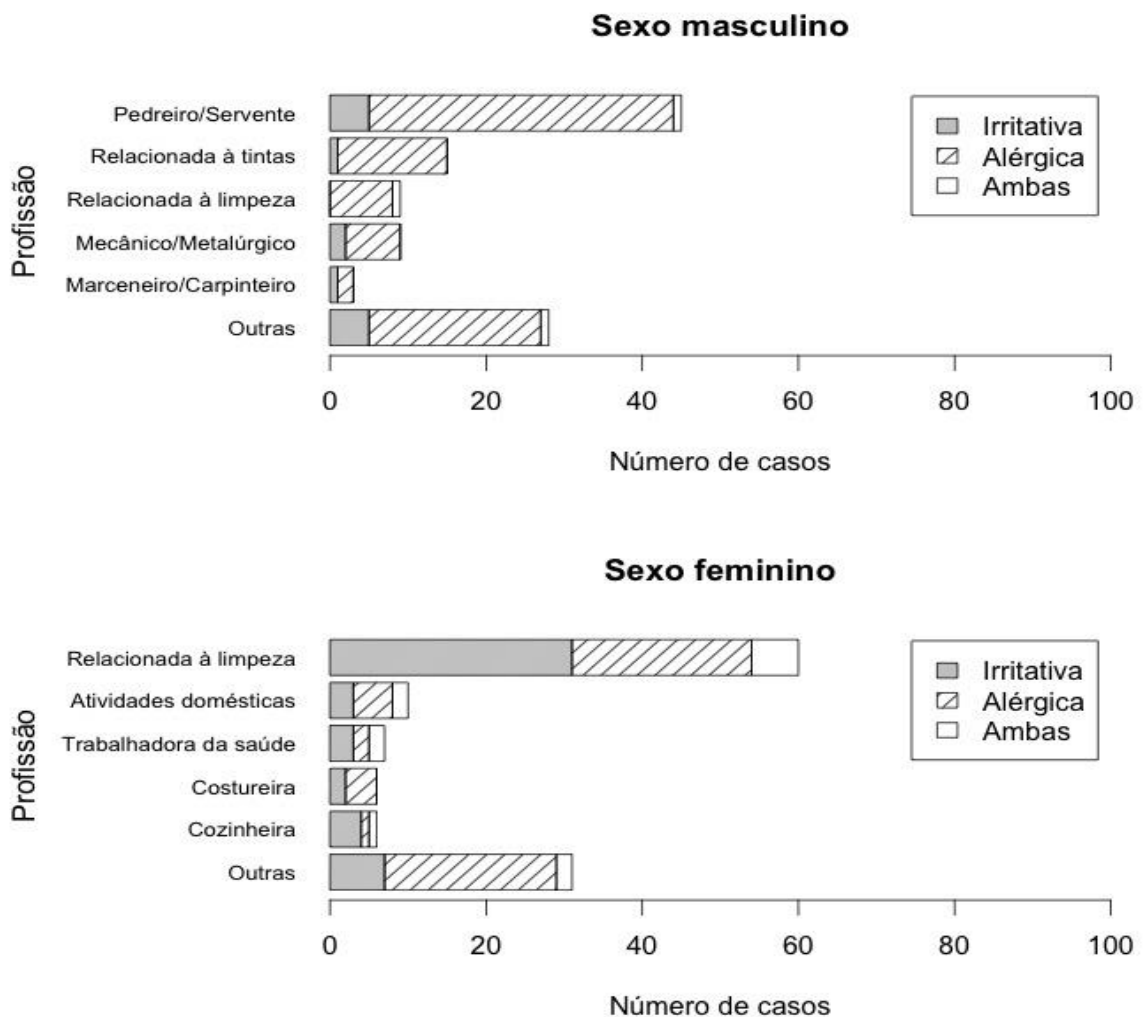 Sexo masculino
Profissão
Pedreiro/Servente
Relacionada à tintas
Relacionada à limpeza
Mecânico/Metalúrgico
Marceneiro/Carpinteiro
Outras
Irritativa
Alérgica
Ambas
0 20 40 60 80 100
Número de casos
Sexo feminino
Profissão
Relacionada à limpeza
Atividades domésticas
Trabalhadora da saúde
Costureira
Cozinheira
Outras
Irritativa
Alérgica
Ambas
0 20 40 60 80 100
Número de casos